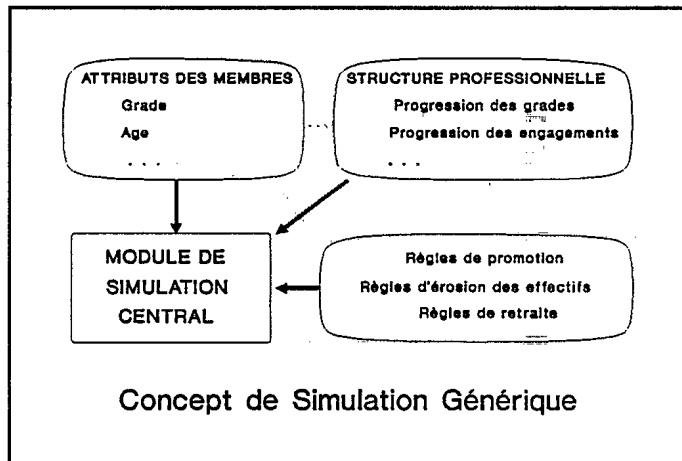 ATTRIBUTS DES MEMBRES
Grade
Age
. . .
STRUCTURE PROFESSIONNELLE
Progression des grades
Progression des engagements
. . .
MODULE DE
SIMULATION
CENTRAL
Règles de promotion
Règles d'érosion des effectifs
Règles de retraite
Concept de Simulation Générique